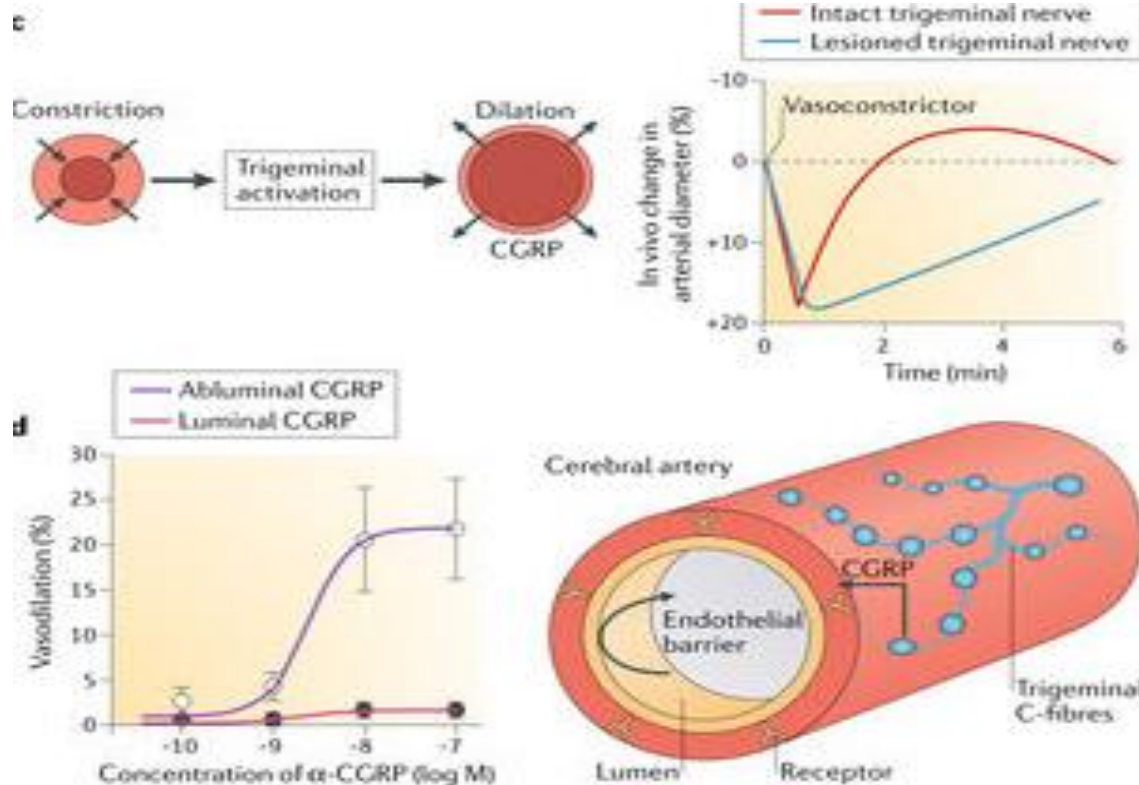 c
Intact trigeminal nerve
Lesioned trigeminal nerve
Constriction
Trigeminal
activation
Dilation
CGRP
In vivo change in
arterial diameter (%)
-10
0
+10
+20
Vasoconstrictor
0
2
4
6
Time (min)
d
Abluminal CGRP
Luminal CGRP
Vasodilation (%)
30
25
20
15
10
5
0
-10
-9
-8
-7
Concentration of α-CGRP (log M)
Cerebral artery
CGRP
Endothelial
barrier
Trigeminal
C-fibres
Lumen
Receptor